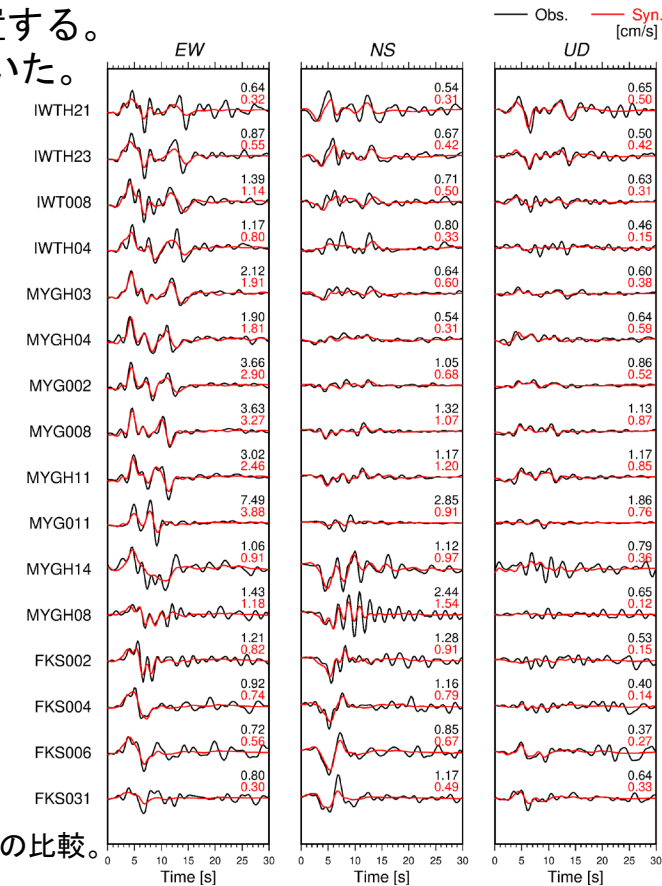 置する。
いた。
Obs. Syn.
[cm/s]
EW NS UD
IWTH21 0.64 0.32 0.54 0.31 0.65 0.50
IWTH23 0.87 0.55 0.67 0.42 0.50 0.42
IWT008 1.39 1.14 0.71 0.50 0.63 0.31
IWTH04 1.17 0.80 0.80 0.33 0.46 0.15
MYGH03 2.12 1.91 0.64 0.60 0.60 0.38
MYGH04 1.90 1.81 0.54 0.31 0.64 0.59
MYG002 3.66 2.90 1.05 0.68 0.86 0.52
MYG008 3.63 3.27 1.32 1.07 1.13 0.87
MYGH11 3.02 2.46 1.17 1.20 1.17 0.85
MYG011 7.49 3.88 2.85 0.91 1.86 0.76
MYGH14 1.06 0.91 1.12 0.97 0.79 0.36
MYGH08 1.43 1.18 2.44 1.54 0.65 0.12
FKS002 1.21 0.82 1.28 0.91 0.53 0.15
FKS004 0.92 0.74 1.16 0.79 0.40 0.14
FKS006 0.72 0.56 0.85 0.67 0.37 0.27
FKS031 0.80 0.30 1.17 0.49 0.64 0.33
の比較。
0 5 10 15 20 25 30 0 5 10 15 20 25 30 0 5 10 15 20 25 30
Time [s] Time [s] Time [s]